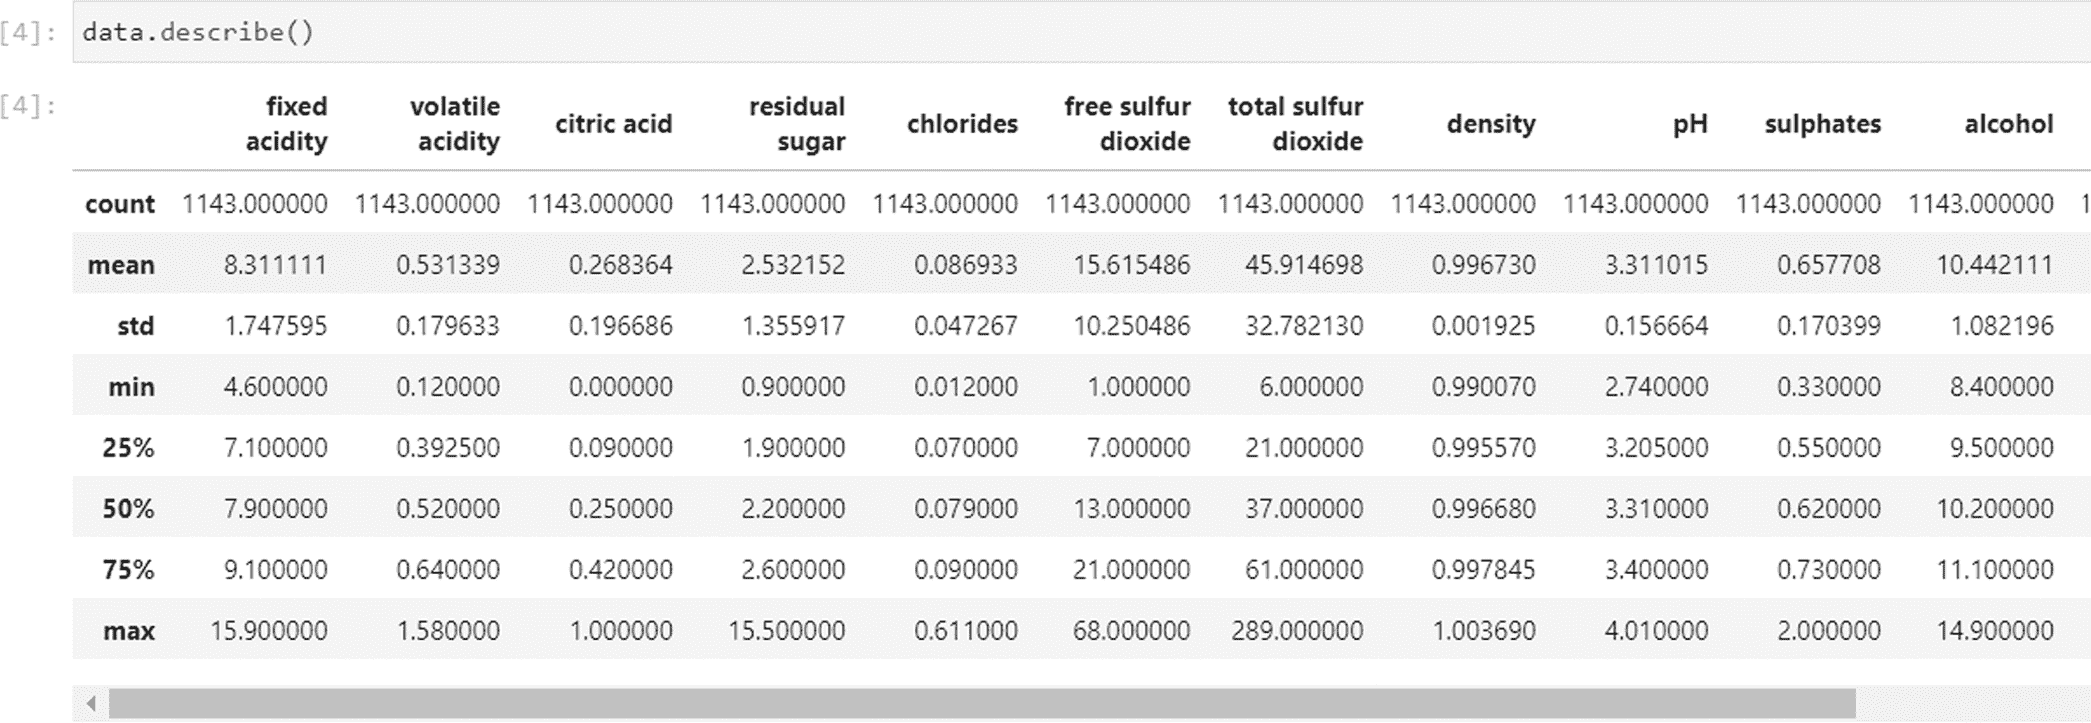 [4]: data.describe()
[4]:
fixed acidity volatile acidity citric acid residual sugar chlorides free sulfur dioxide total sulfur dioxide density pH sulphates alcohol
count 1143.000000 1143.000000 1143.000000 1143.000000 1143.000000 1143.000000 1143.000000 1143.000000 1143.000000 1143.000000 1143.000000 1
mean 8.311111 0.531339 0.268364 2.532152 0.086933 15.615486 45.914698 0.996730 3.311015 0.657708 10.442111
std 1.747595 0.179633 0.196686 1.355917 0.047267 10.250486 32.782130 0.001925 0.156664 0.170399 1.082196
min 4.600000 0.120000 0.000000 0.900000 0.012000 1.000000 6.000000 0.990070 2.740000 0.330000 8.400000
25% 7.100000 0.392500 0.090000 1.900000 0.070000 7.000000 21.000000 0.995570 3.205000 0.550000 9.500000
50% 7.900000 0.520000 0.250000 2.200000 0.079000 13.000000 37.000000 0.996680 3.310000 0.620000 10.200000
75% 9.100000 0.640000 0.420000 2.600000 0.090000 21.000000 61.000000 0.997845 3.400000 0.730000 11.100000
max 15.900000 1.580000 1.000000 15.500000 0.611000 68.000000 289.000000 1.003690 4.010000 2.000000 14.900000